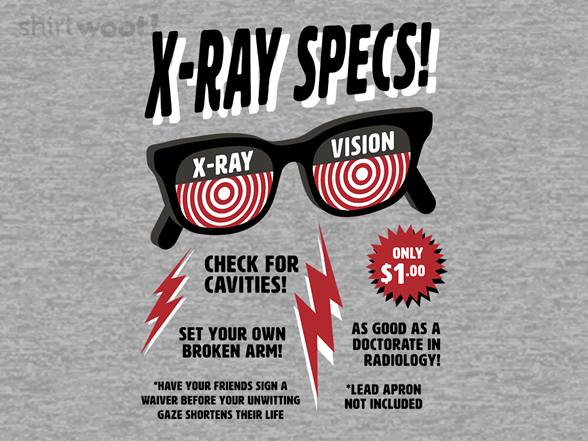 shirt.woot!
X-RAY SPECS!
X-RAY
VISION
CHECK FOR
CAVITIES!
ONLY
$1.00
SET YOUR OWN
BROKEN ARM!
AS GOOD AS A
DOCTORATE IN
RADIOLOGY!
*HAVE YOUR FRIENDS SIGN A
WAIVER BEFORE YOUR UNWITTING
GAZE SHORTENS THEIR LIFE
*LEAD APRON
NOT INCLUDED